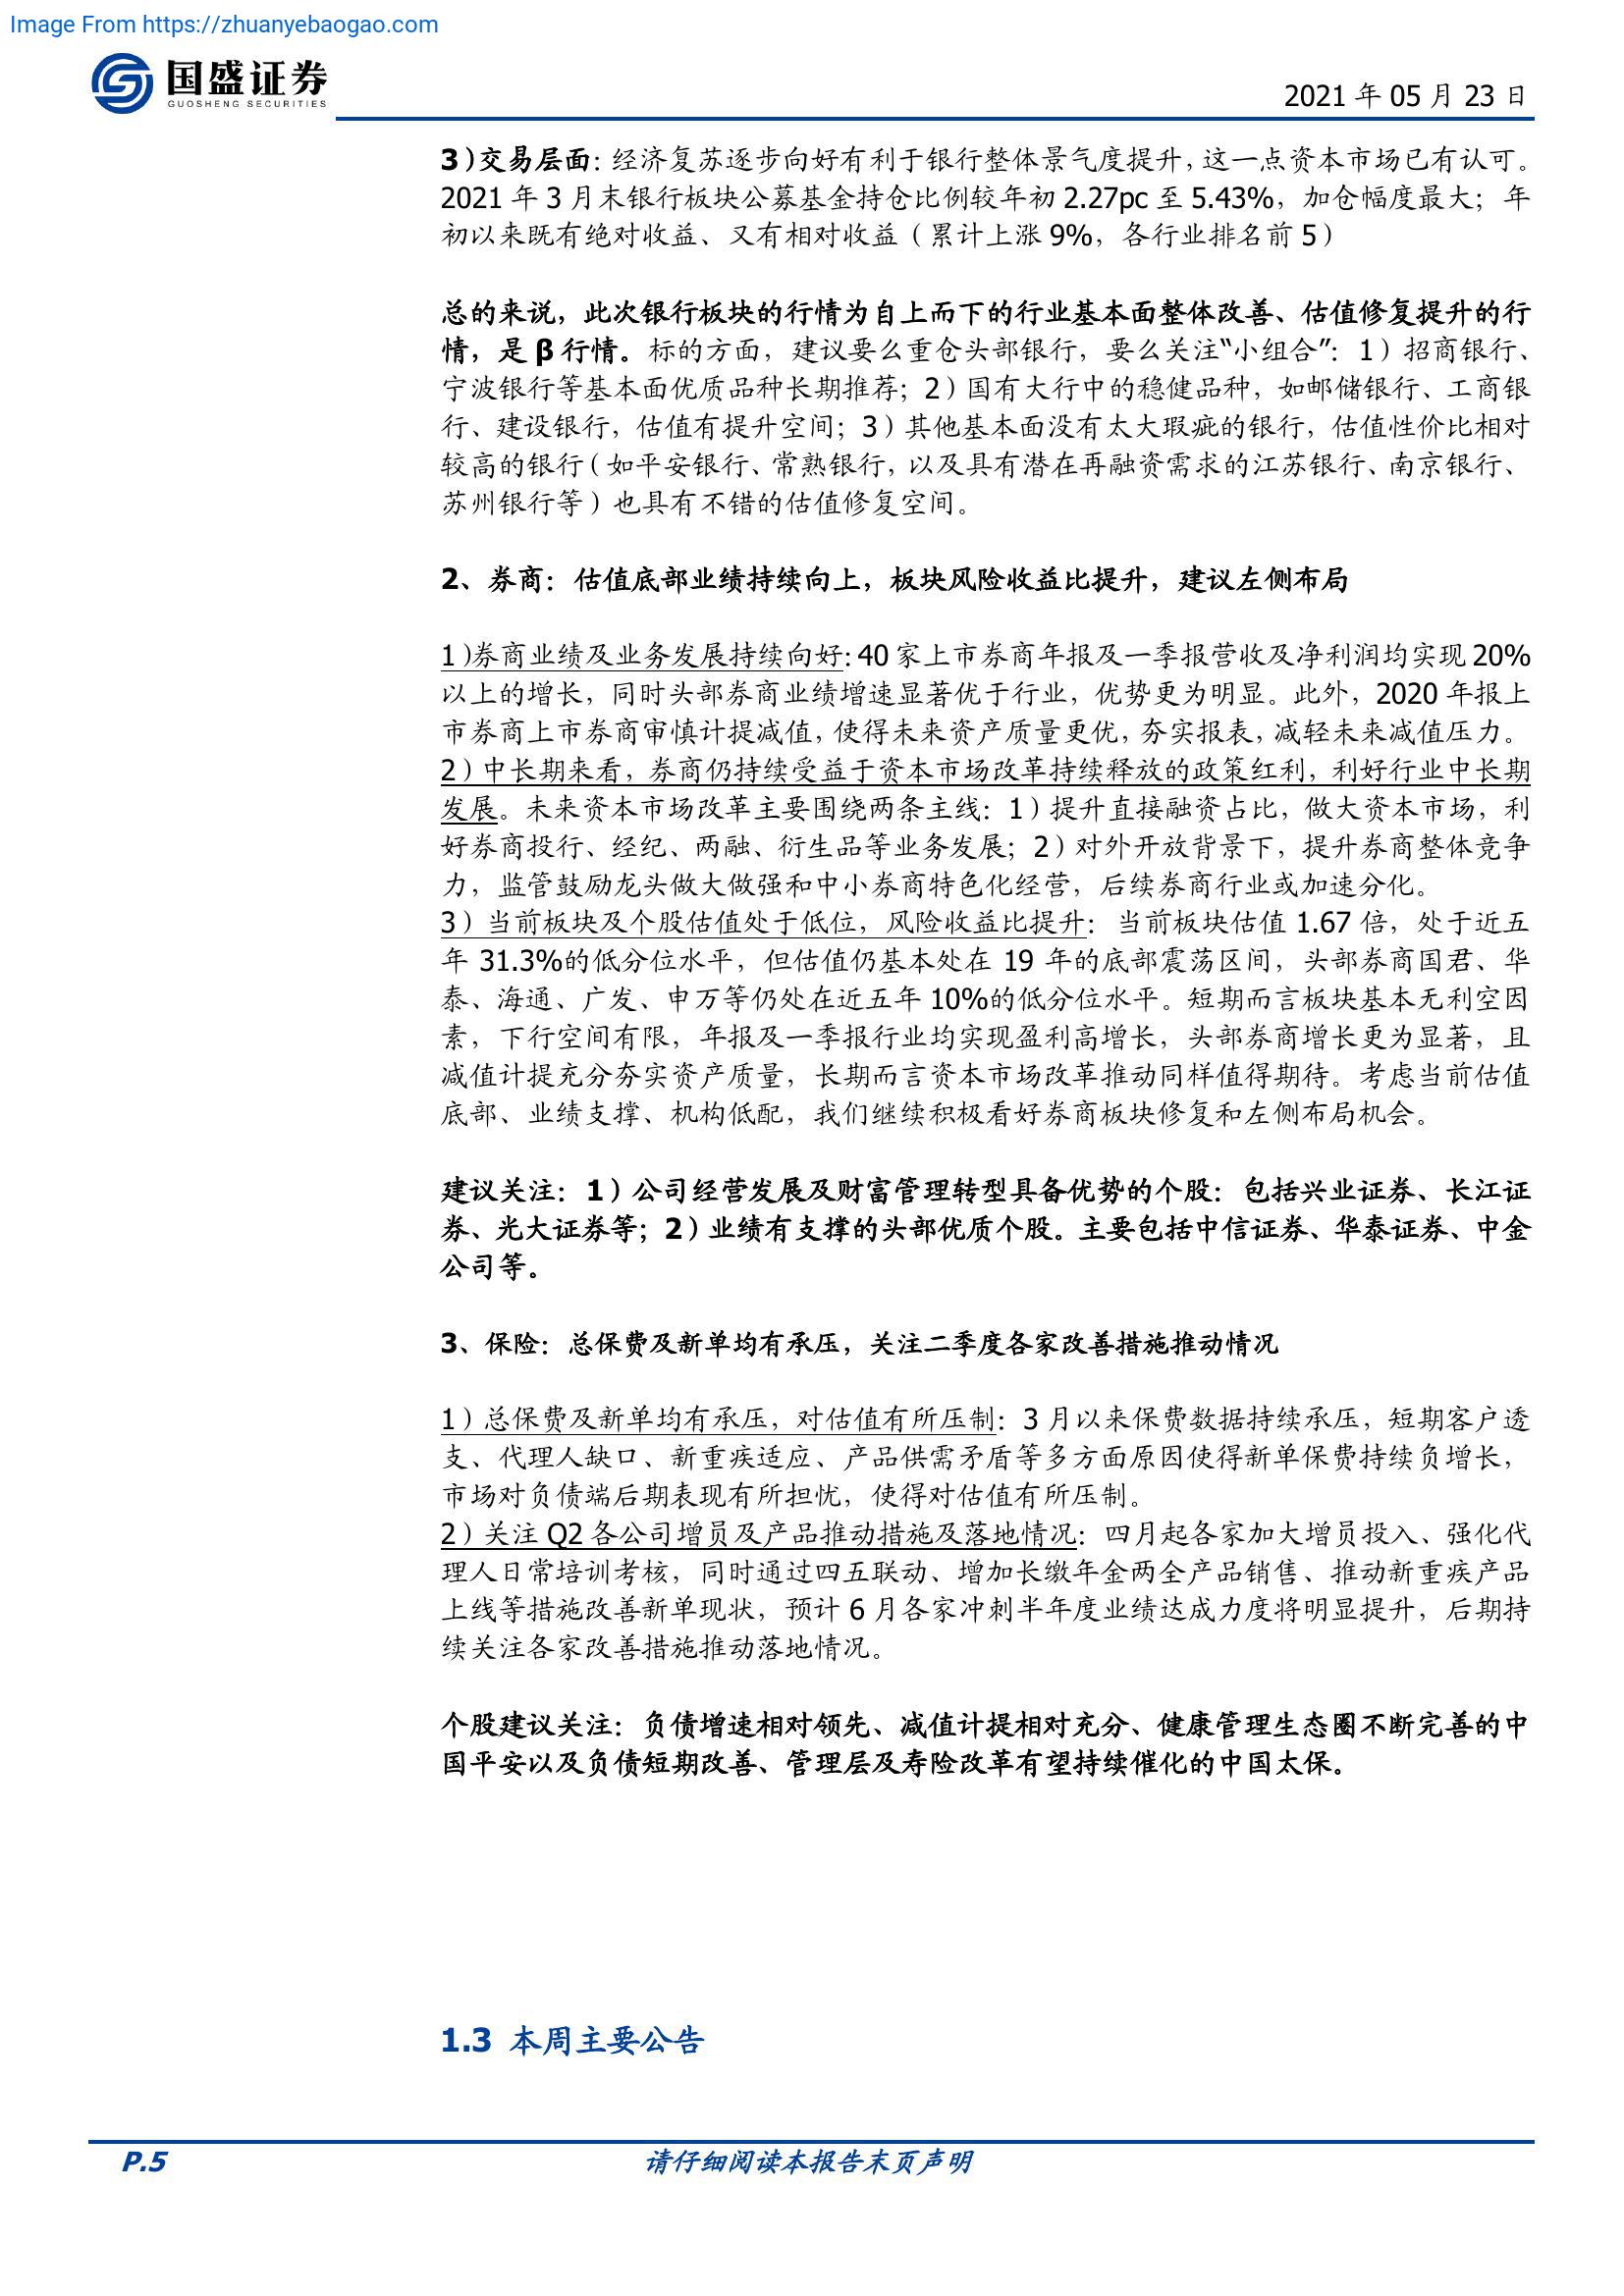 Image From https://zhuanyebaogao.com
国盛证券
GUOSHENG SECURITIES
2021 年 05 月 23 日
3）交易层面：经济复苏逐步向好有利于银行整体景气度提升，这一点资本市场已有认可。
2021 年 3 月末银行板块公募基金持仓比例较年初 2.27pc 至 5.43%，加仓幅度最大；年
初以来既有绝对收益、又有相对收益（累计上涨 9%，各行业排名前 5）
总的来说，此次银行板块的行情为自上而下的行业基本面整体改善、估值修复提升的行
情，是 β 行情。标的方面，建议要么重仓头部银行，要么关注“小组合”：1）招商银行、
宁波银行等基本面优质品种长期推荐；2）国有大行中的稳健品种，如邮储银行、工商银
行、建设银行，估值有提升空间；3）其他基本面没有太大瑕疵的银行，估值性价比相对
较高的银行（如平安银行、常熟银行，以及具有潜在再融资需求的江苏银行、南京银行、
苏州银行等）也具有不错的估值修复空间。
2、券商：估值底部业绩持续向上，板块风险收益比提升，建议左侧布局
1）券商业绩及业务发展持续向好：40 家上市券商年报及一季报营收及净利润均实现 20%
以上的增长，同时头部券商业绩增速显著优于行业，优势更为明显。此外，2020 年报上
市券商上市券商审慎计提减值，使得未来资产质量更优，夯实报表，减轻未来减值压力。
2）中长期来看，券商仍持续受益于资本市场改革持续释放的政策红利，利好行业中长期
发展。未来资本市场改革主要围绕两条主线：1）提升直接融资占比，做大资本市场，利
好券商投行、经纪、两融、衍生品等业务发展；2）对外开放背景下，提升券商整体竞争
力，监管鼓励龙头做大做强和中小券商特色化经营，后续券商行业或加速分化。
3）当前板块及个股估值处于低位，风险收益比提升：当前板块估值 1.67 倍，处于近五
年 31.3%的低分位水平，但估值仍基本处在 19 年的底部震荡区间，头部券商国君、华
泰、海通、广发、申万等仍处在近五年 10%的低分位水平。短期而言板块基本无利空因
素，下行空间有限，年报及一季报行业均实现盈利高增长，头部券商增长更为显著，且
减值计提充分夯实资产质量，长期而言资本市场改革推动同样值得期待。考虑当前估值
底部、业绩支撑、机构低配，我们继续积极看好券商板块修复和左侧布局机会。
建议关注：1）公司经营发展及财富管理转型具备优势的个股：包括兴业证券、长江证
券、光大证券等；2）业绩有支撑的头部优质个股。主要包括中信证券、华泰证券、中金
公司等。
3、保险：总保费及新单均有承压，关注二季度各家改善措施推动情况
1）总保费及新单均有承压，对估值有所压制：3 月以来保费数据持续承压，短期客户透
支、代理人缺口、新重疾适应、产品供需矛盾等多方面原因使得新单保费持续负增长，
市场对负债端后期表现有所担忧，使得对估值有所压制。
2）关注 Q2 各公司增员及产品推动措施及落地情况：四月起各家加大增员投入、强化代
理人日常培训考核，同时通过四五联动、增加长缴年金两全产品销售、推动新重疾产品
上线等措施改善新单现状，预计 6 月各家冲刺半年度业绩达成力度将明显提升，后期持
续关注各家改善措施推动落地情况。
个股建议关注：负债增速相对领先、减值计提相对充分、健康管理生态圈不断完善的中
国平安以及负债短期改善、管理层及寿险改革有望持续催化的中国太保。
1.3 本周主要公告
P.5
请仔细阅读本报告末页声明